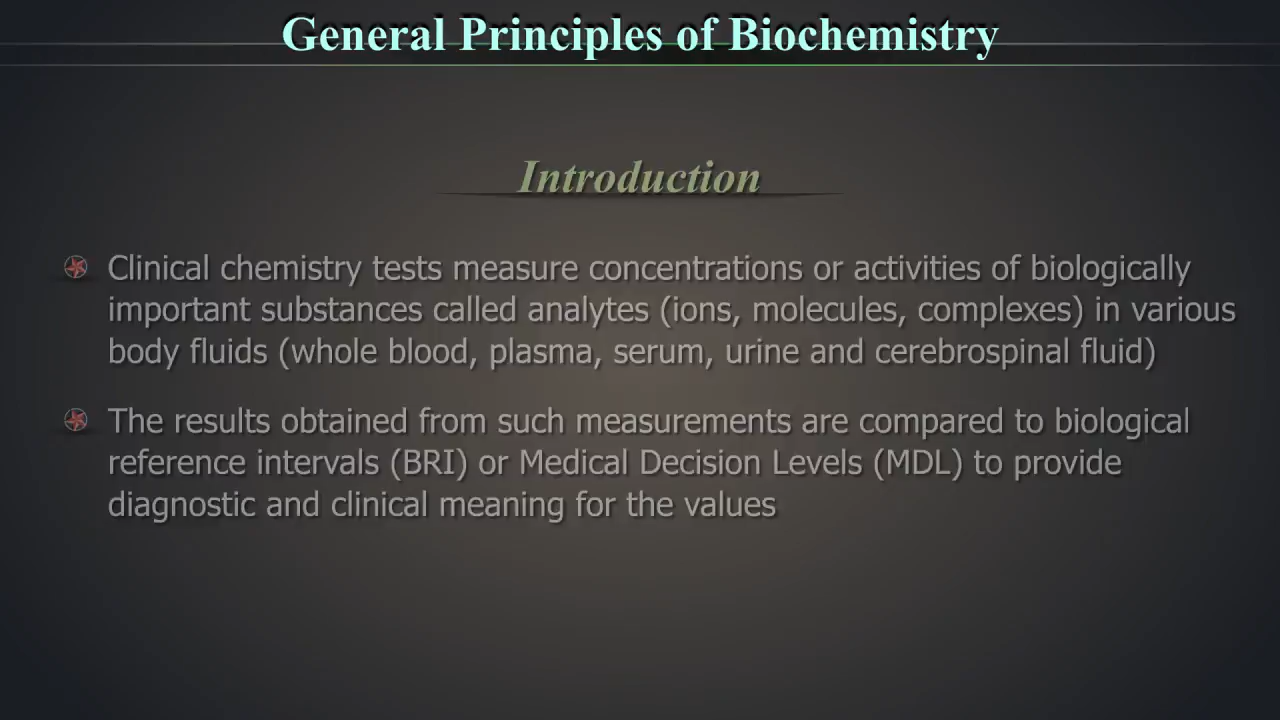 General Principles of Biochemistry
Introduction
Clinical chemistry tests measure concentrations or activities of biologically
important substances called analytes (ions, molecules, complexes) in various
body fluids (whole blood, plasma, serum, urine and cerebrospinal fluid)
The results obtained from such measurements are compared to biological
reference intervals (BRI) or Medical Decision Levels (MDL) to provide
diagnostic and clinical meaning for the values